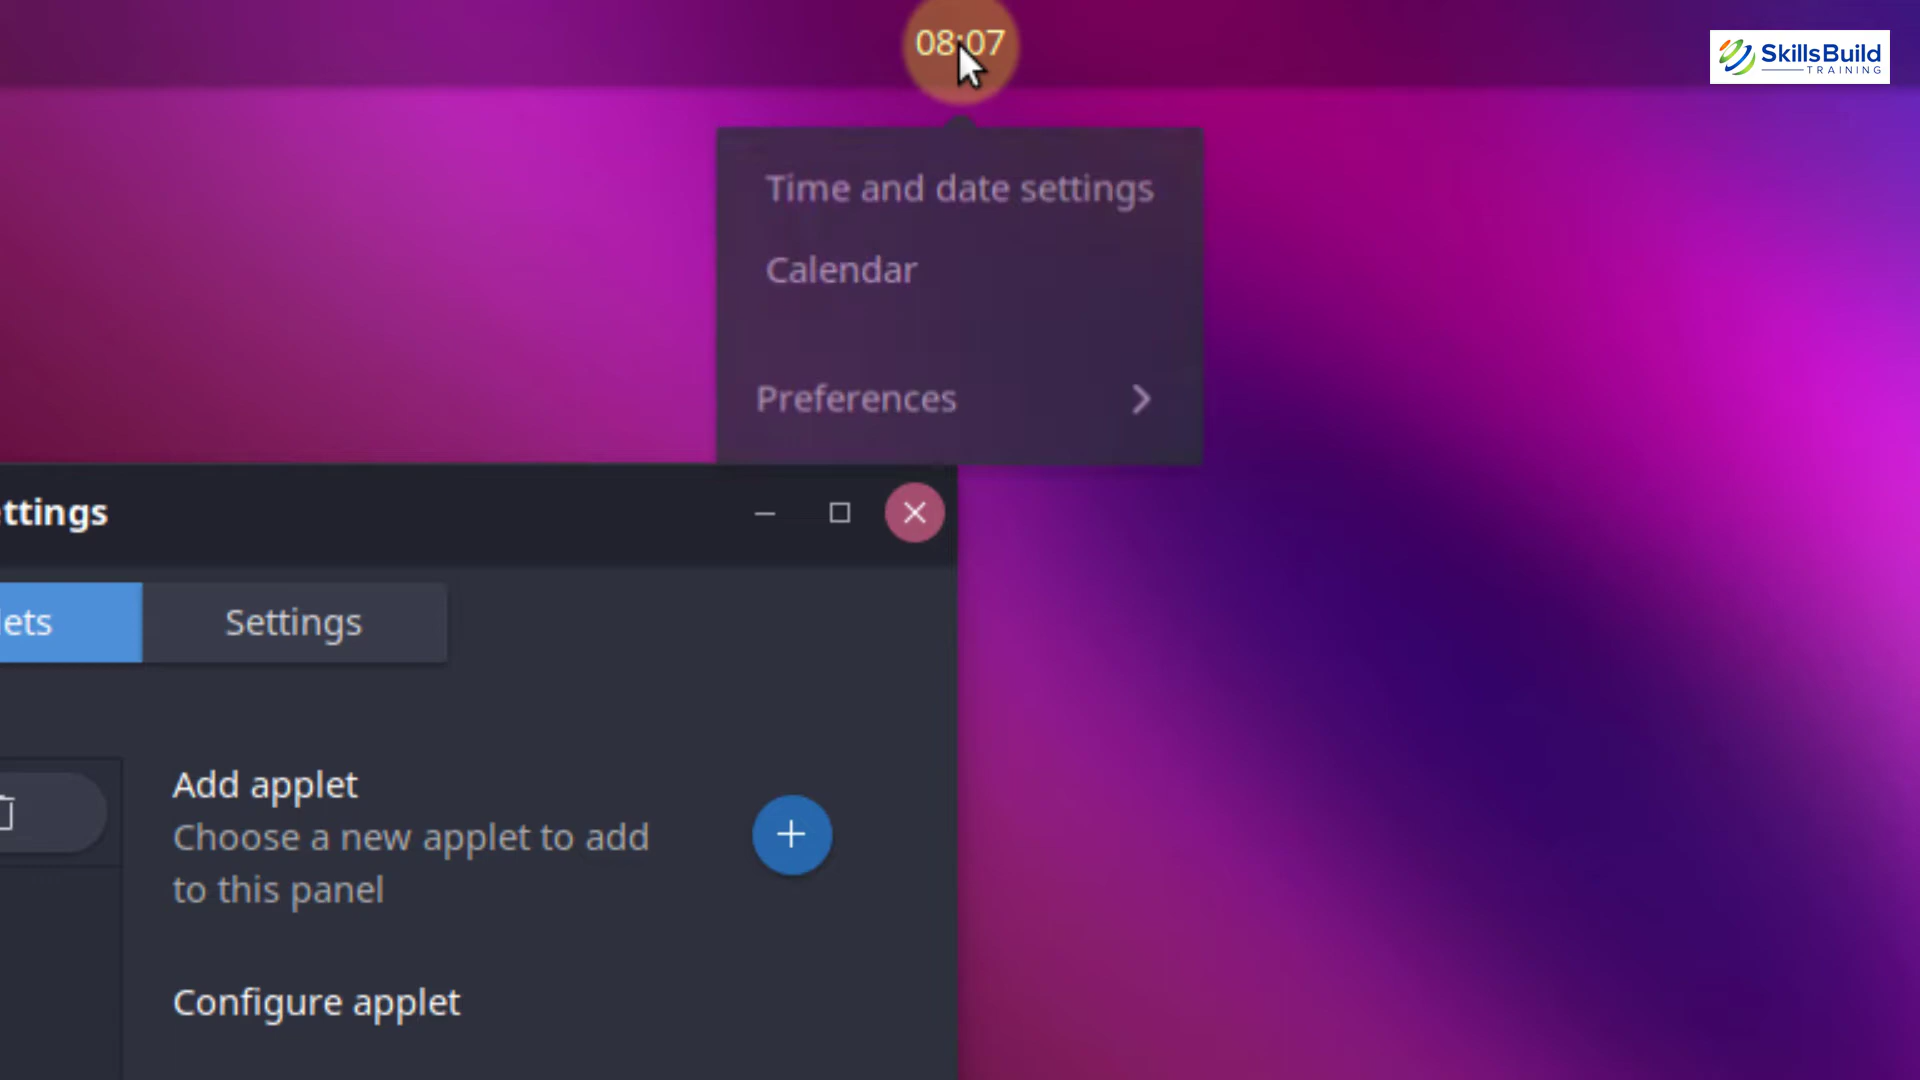 08:07
SkillsBuild
TRAINING
Time and date settings
Calendar
Preferences
ttings
lets
Settings
Add applet
Choose a new applet to add
to this panel
Configure applet